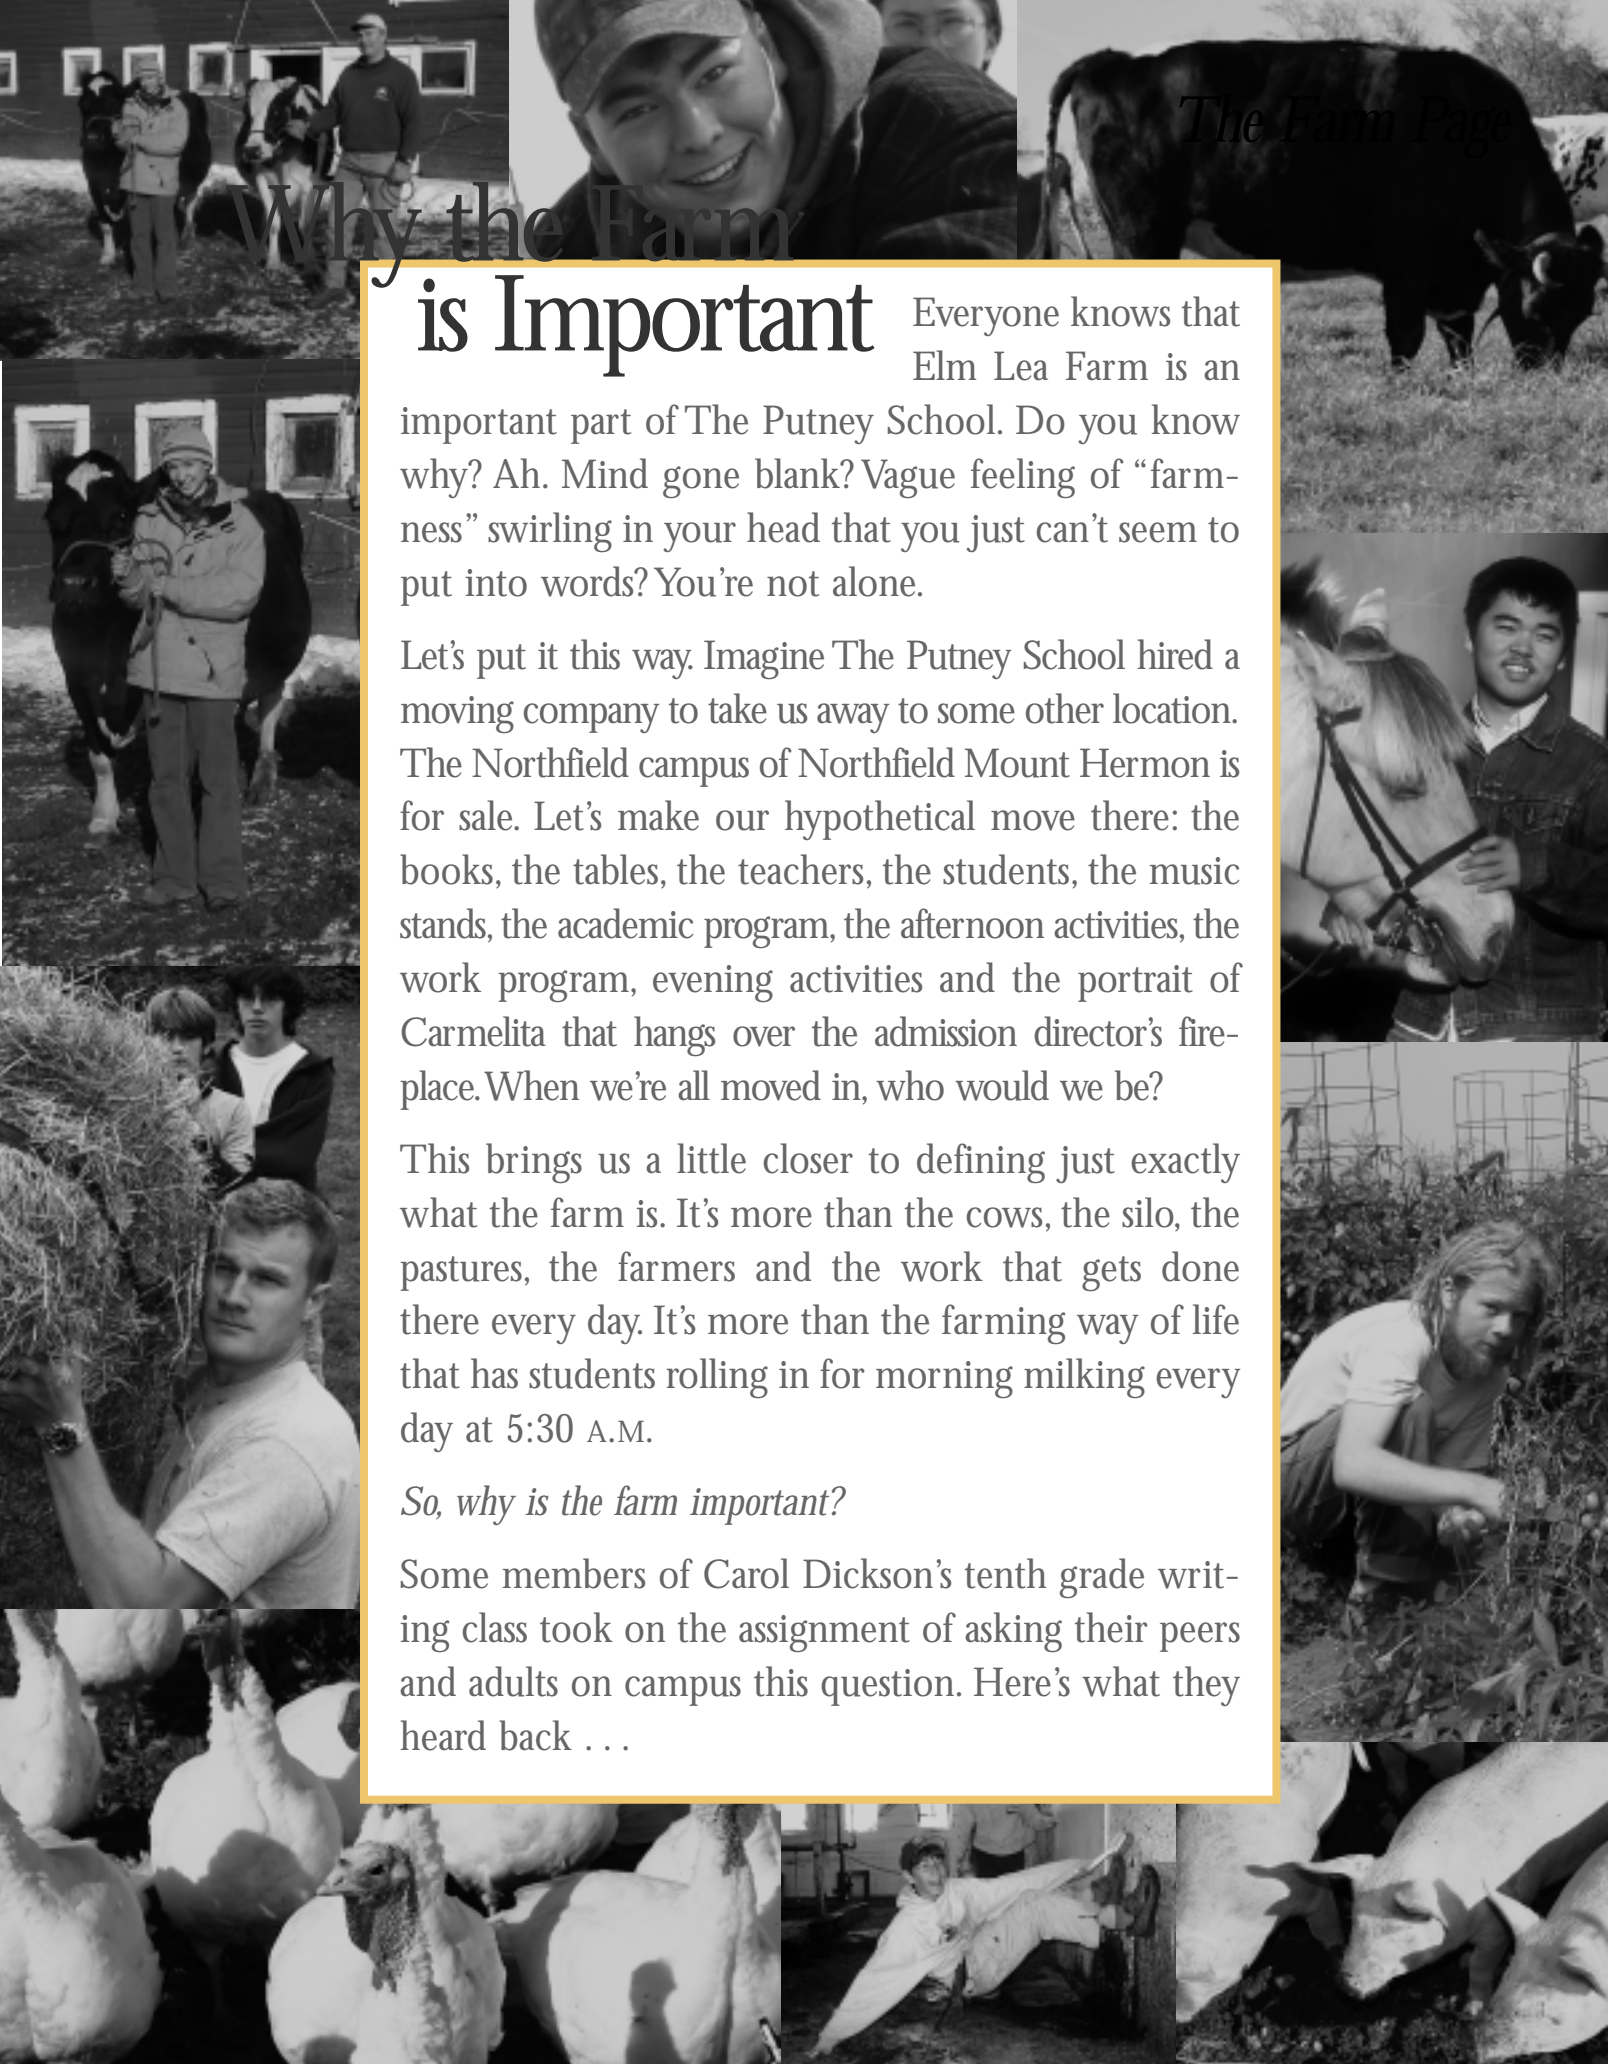 The Farm Page
Why the Farm
is Important
Everyone knows that
Elm Lea Farm is an
important part of The Putney School. Do you know
why? Ah. Mind gone blank? Vague feeling of “farm-
ness” swirling in your head that you just can’t seem to
put into words? You’re not alone.
Let’s put it this way. Imagine The Putney School hired a
moving company to take us away to some other location.
The Northfield campus of Northfield Mount Hermon is
for sale. Let’s make our hypothetical move there: the
books, the tables, the teachers, the students, the music
stands, the academic program, the afternoon activities, the
work program, evening activities and the portrait of
Carmelita that hangs over the admission director’s fire-
place. When we’re all moved in, who would we be?
This brings us a little closer to defining just exactly
what the farm is. It’s more than the cows, the silo, the
pastures, the farmers and the work that gets done
there every day. It’s more than the farming way of life
that has students rolling in for morning milking every
day at 5:30 A.M.
So, why is the farm important?
Some members of Carol Dickson’s tenth grade writ-
ing class took on the assignment of asking their peers
and adults on campus this question. Here’s what they
heard back . . .